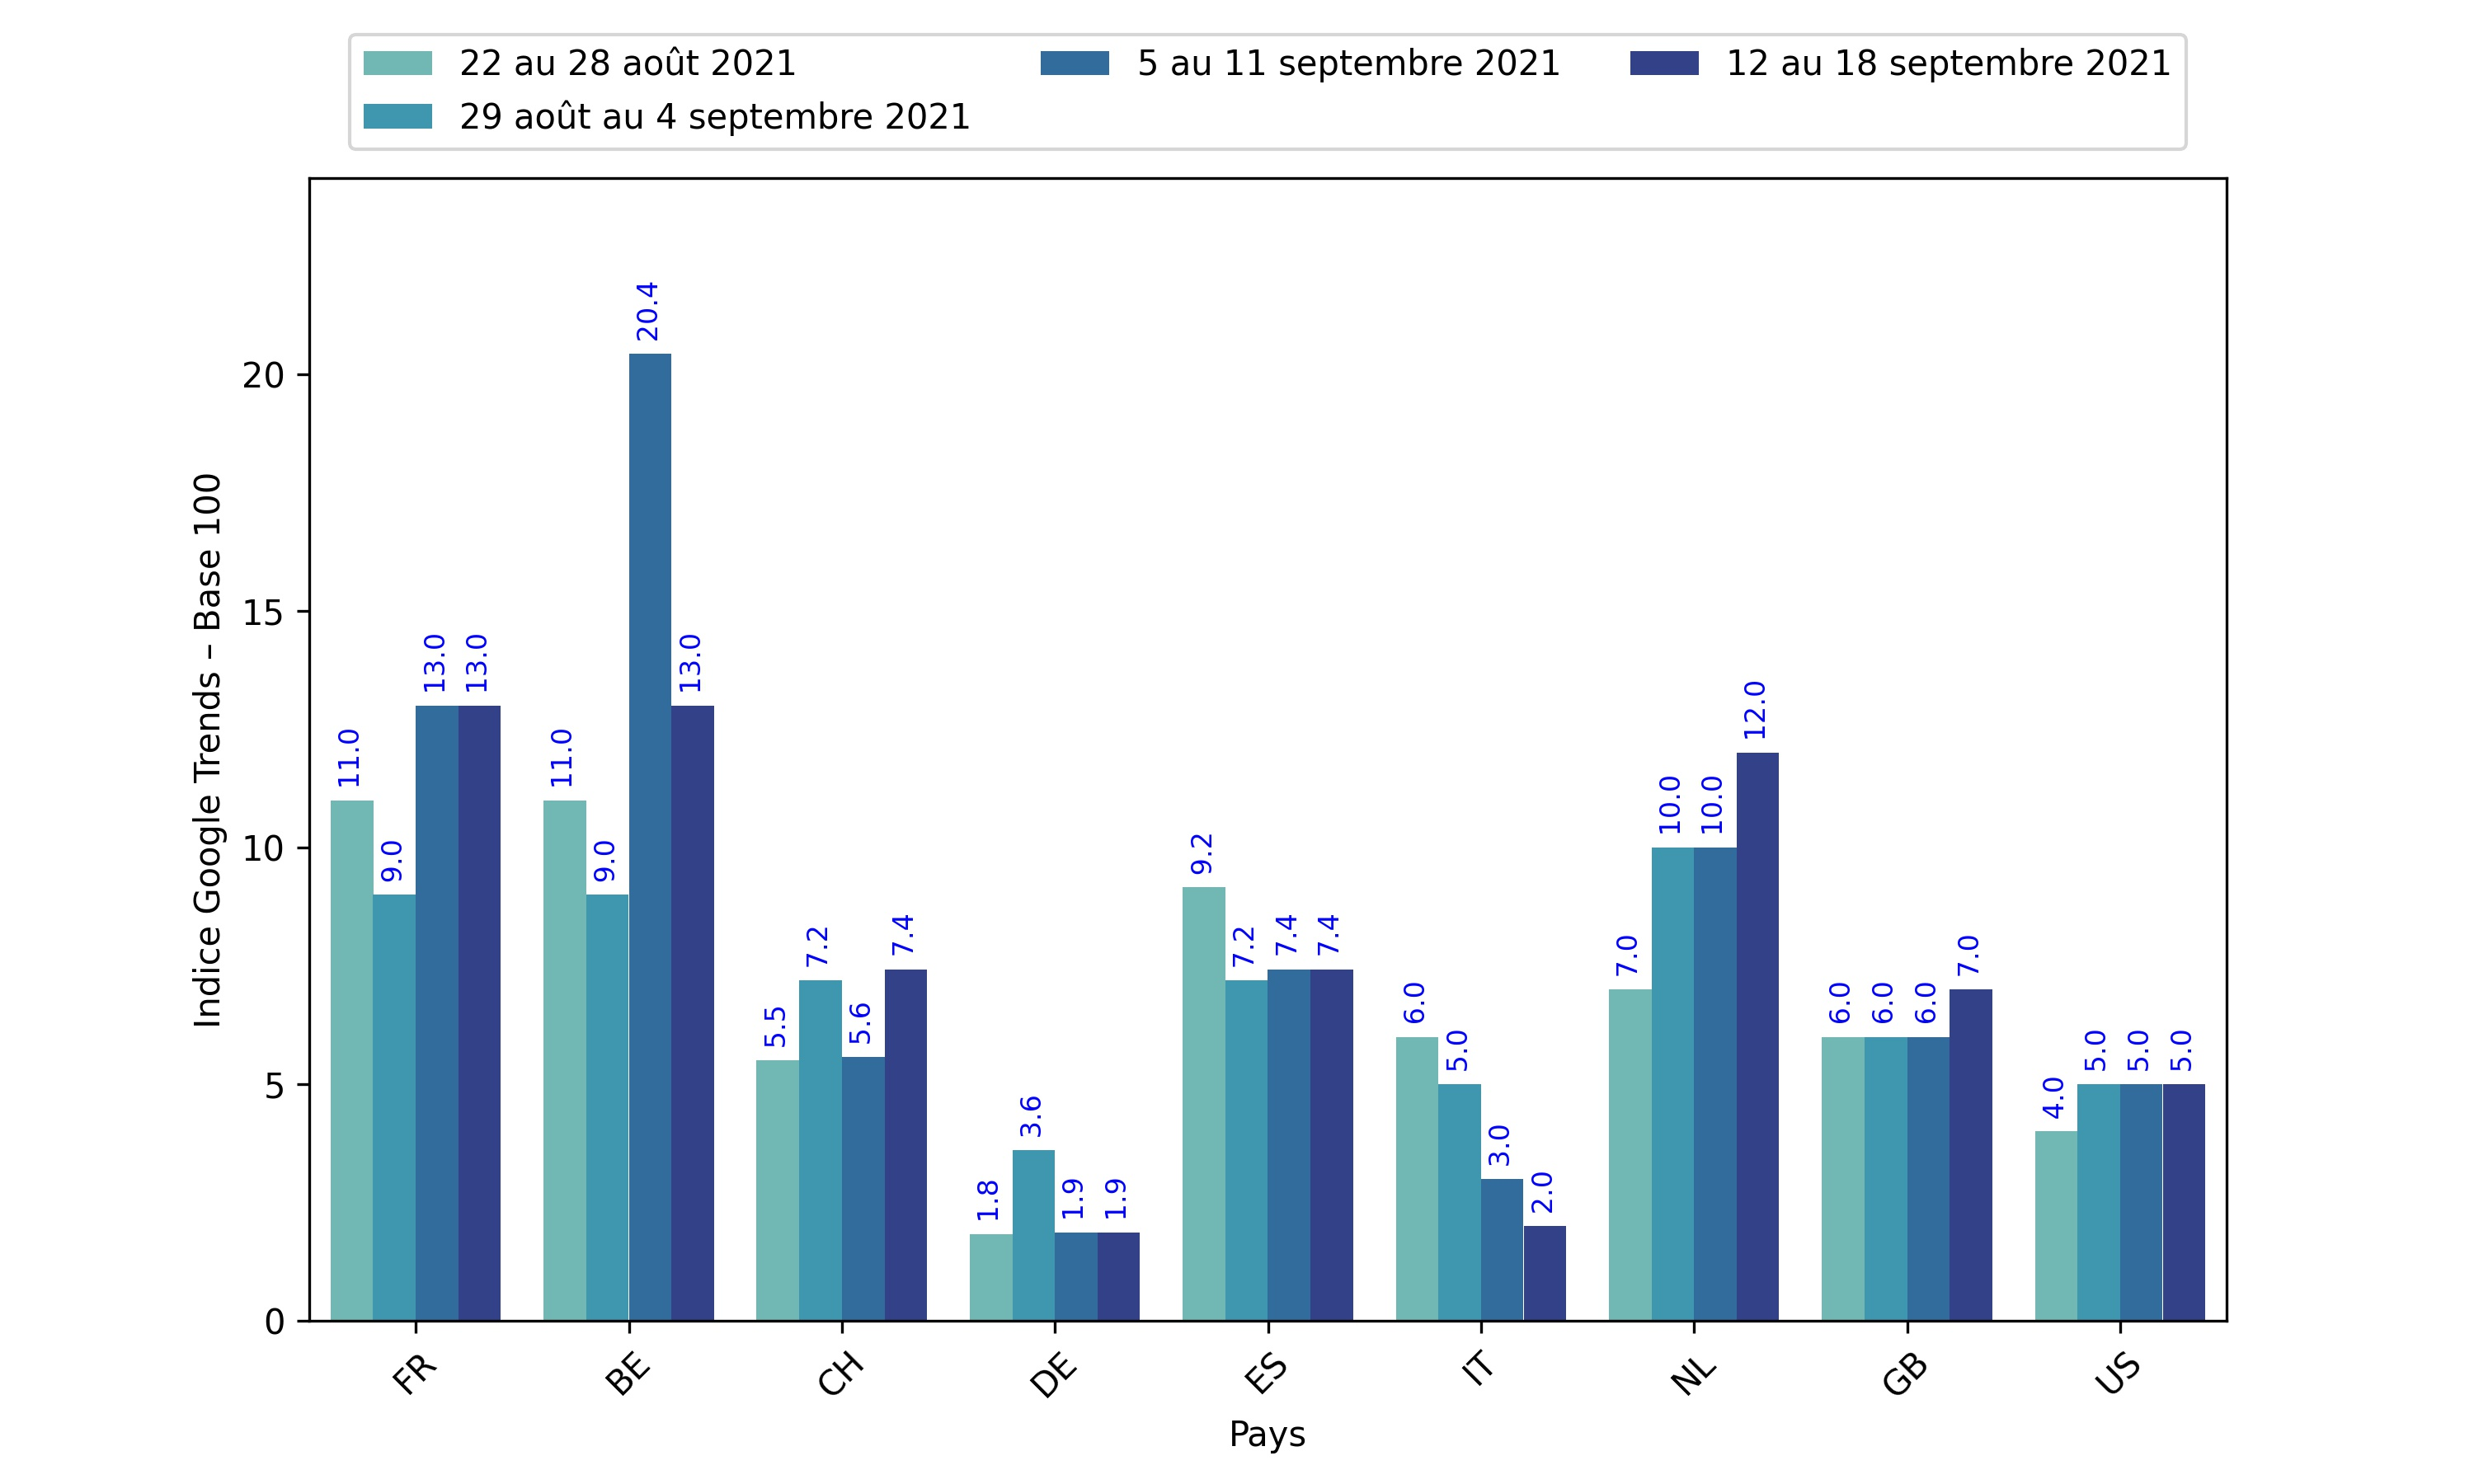 22 au 28 août 2021
29 août au 4 septembre 2021
5 au 11 septembre 2021
12 au 18 septembre 2021
Indice Google Trends – Base 100
20
15
10
5
0
11.0
9.0
13.0
13.0
11.0
9.0
20.4
13.0
5.5
7.2
5.6
7.4
1.8
3.6
1.9
1.9
9.2
7.2
7.4
7.4
6.0
5.0
3.0
2.0
7.0
10.0
10.0
12.0
6.0
6.0
6.0
7.0
4.0
5.0
5.0
5.0
FR
BE
CH
DE
ES
IT
NL
GB
US
Pays